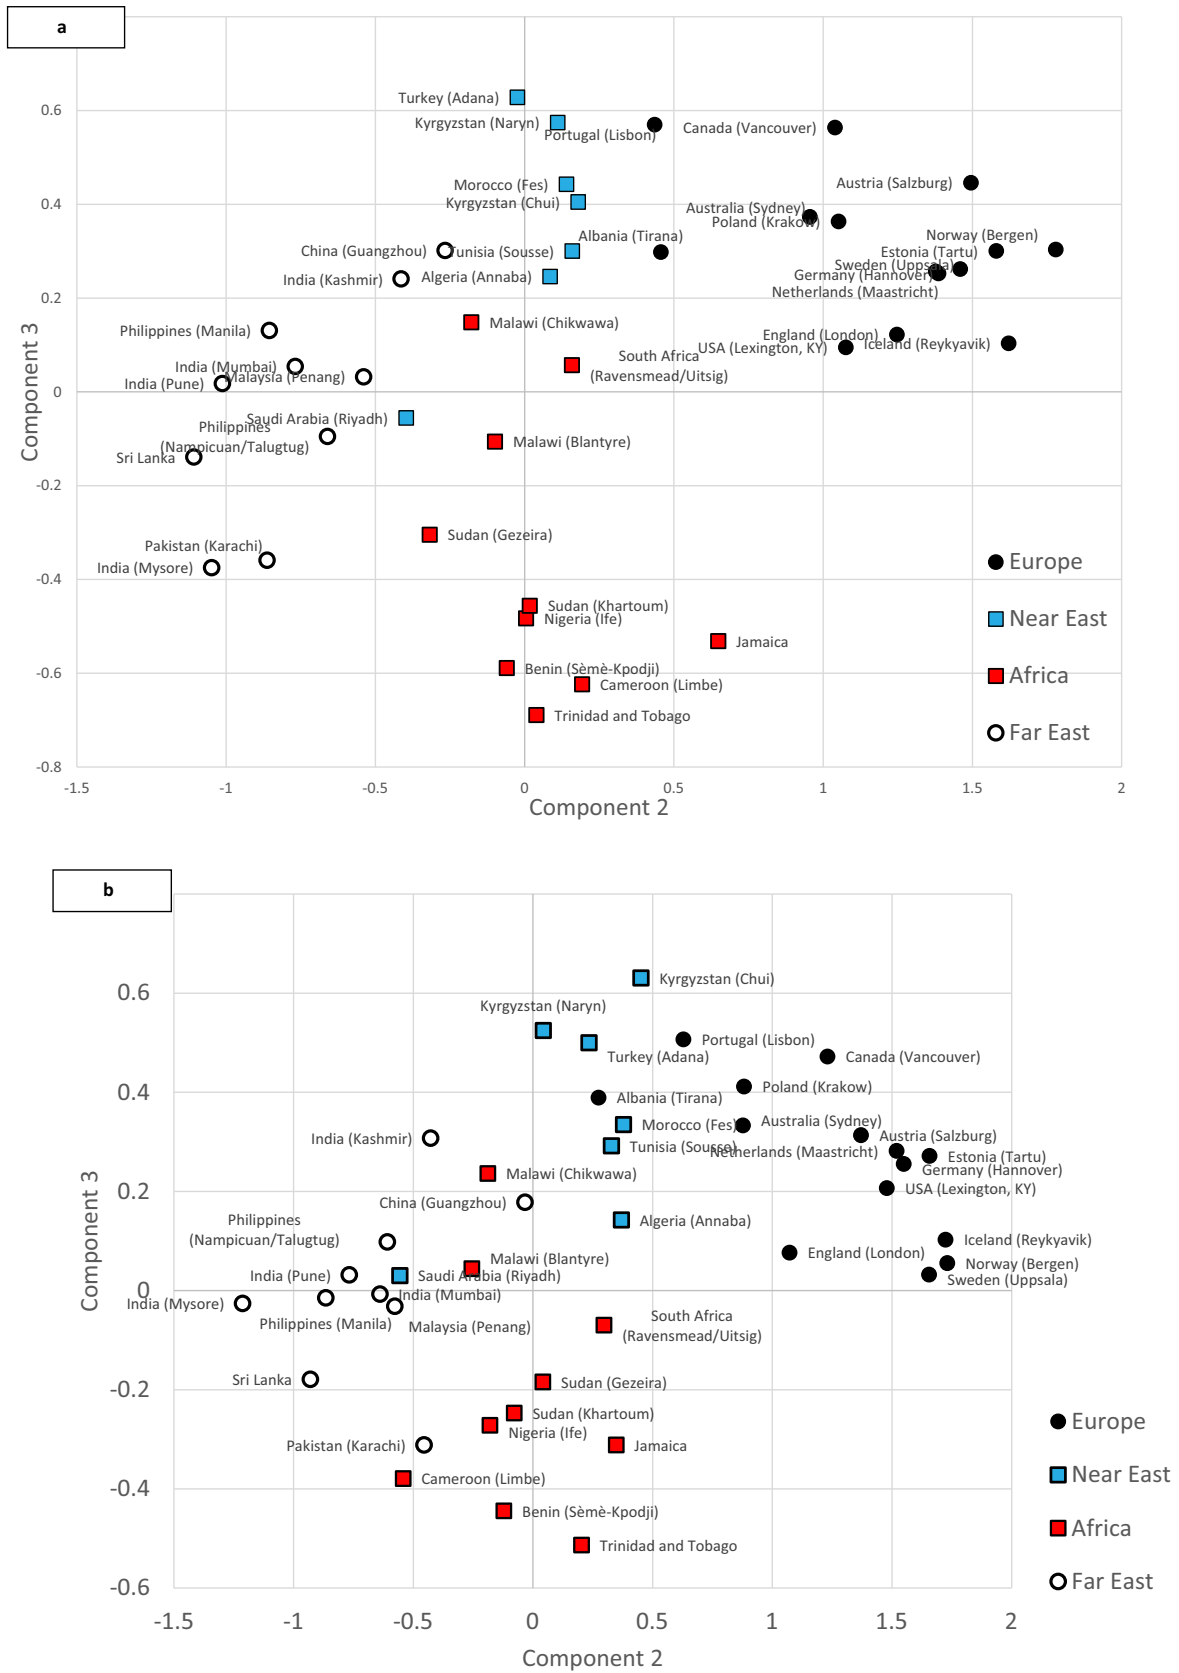 a
Turkey (Adana)
0.6
Kyrgyzstan (Naryn)
Portugal (Lisbon)
Canada (Vancouver)
Morocco (Fes)
Austria (Salzburg)
Kyrgyzstan (Chui)
0.4
Australia (Sydney)
Poland (Krakow)
Albania (Tirana)
Norway (Bergen)
China (Guangzhou)
Tunisia (Sousse)
Estonia (Tartu)
Sweden (Uppsala)
India (Kashmir)
Algeria (Annaba)
Germany (Hannover)
Netherlands (Maastricht)
0.2
Philippines (Manila)
Malawi (Chikwawa)
England (London)
Iceland (Reykyavik)
USA (Lexington, KY)
South Africa
(Ravensmead/Uitsig)
India (Mumbai)
Malaysia (Penang)
India (Pune)
0
Saudi Arabia (Riyadh)
Philippines
(Nampicuan/Talugtug)
Malawi (Blantyre)
Sri Lanka
-0.2
Sudan (Gezeira)
Pakistan (Karachi)
India (Mysore)
-0.4
Sudan (Khartoum)
Nigeria (Ife)
Jamaica
Benin (Sèmè-Kpodji)
-0.6
Cameroon (Limbe)
Trinidad and Tobago
-0.8
Europe
Near East
Africa
Far East
-1.5
-1
-0.5
0
0.5
1
1.5
2
Component 2
Component 3
b
Kyrgyzstan (Chui)
0.6
Kyrgyzstan (Naryn)
Portugal (Lisbon)
Turkey (Adana)
Canada (Vancouver)
Poland (Krakow)
0.4
Albania (Tirana)
Morocco (Fes)
Australia (Sydney)
India (Kashmir)
Austria (Salzburg)
Tunisia (Sousse)
Netherlands (Maastricht)
Estonia (Tartu)
Germany (Hannover)
Malawi (Chikwawa)
USA (Lexington, KY)
0.2
China (Guangzhou)
Philippines
(Nampicuan/Talugtug)
Algeria (Annaba)
Iceland (Reykyavik)
England (London)
Malawi (Blantyre)
Norway (Bergen)
India (Pune)
Saudi Arabia (Riyadh)
Sweden (Uppsala)
0
India (Mumbai)
India (Mysore)
Philippines (Manila)
Malaysia (Penang)
South Africa
(Ravensmead/Uitsig)
Sri Lanka
Sudan (Gezeira)
-0.2
Sudan (Khartoum)
Nigeria (Ife)
Pakistan (Karachi)
Jamaica
Cameroon (Limbe)
-0.4
Benin (Sèmè-Kpodji)
Trinidad and Tobago
-0.6
Europe
Near East
Africa
Far East
-1.5
-1
-0.5
0
0.5
1
1.5
2
Component 2
Component 3